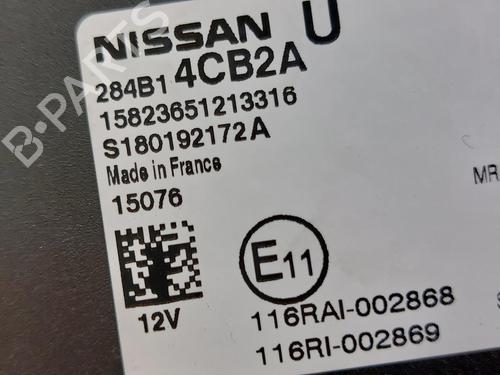 NISSAN U
284B1 4CB2A
15823651213316
S180192172A
Made in France
15076
MR
E11
12V
116RAI-002868
116RI-002869
B-PARTS